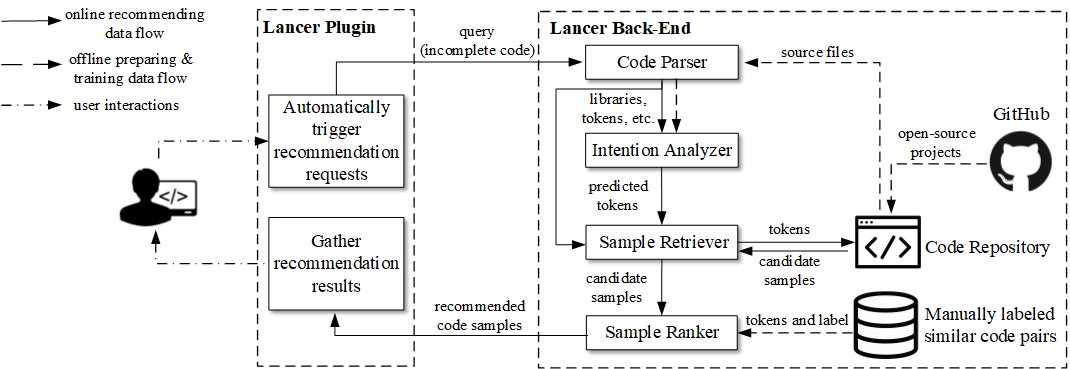 online recommending
data flow
offline preparing &
training data flow
user interactions
Lancer Plugin
Automatically
trigger
recommendation
requests
Gather
recommendation
results
query
(incomplete code)
recommended
code samples
Lancer Back-End
Code Parser
source files
libraries,
tokens, etc.
Intention Analyzer
predicted
tokens
Sample Retriever
tokens
candidate
samples
candidate
samples
Sample Ranker
tokens and label
GitHub
open-source
projects
</>
Code Repository
Manually labeled
similar code pairs
</>